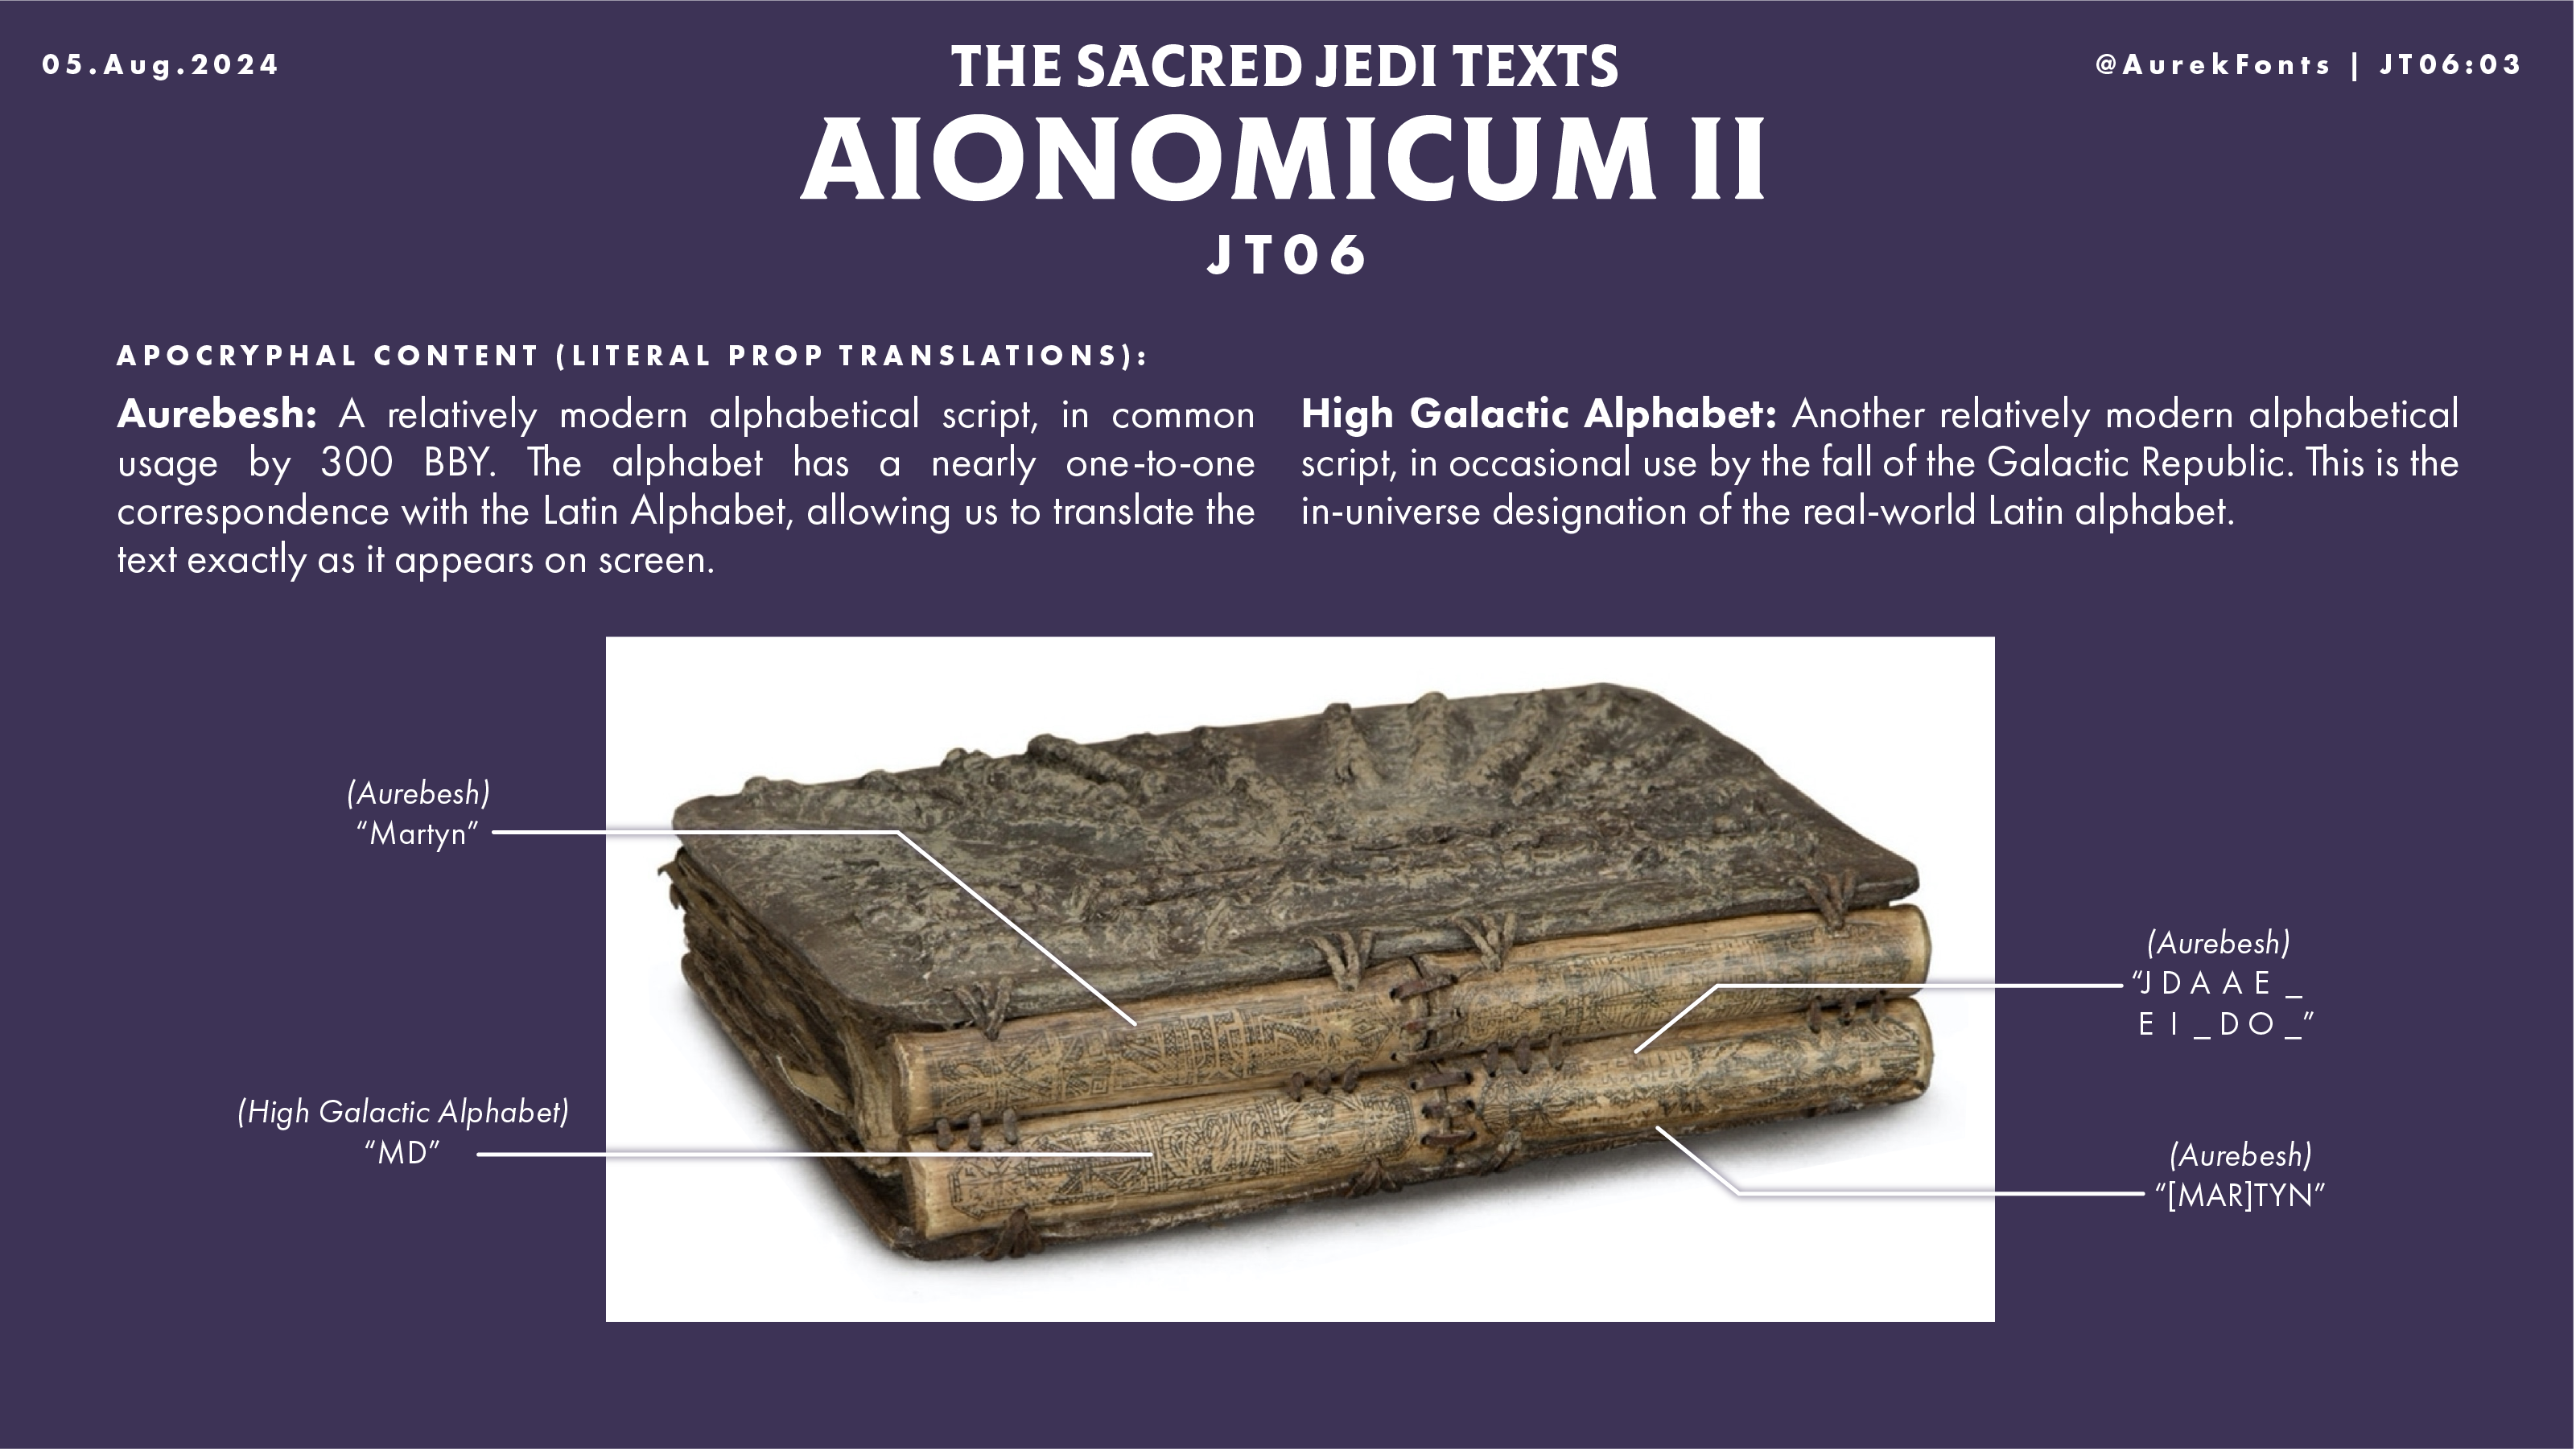 05.Aug.2024
THE SACRED JEDI TEXTS
@AurekFonts | JT06:03
AIONOMICUM II
JT06
APOCRYPHAL CONTENT (LITERAL PROP TRANSLATIONS):
Aurebesh: A relatively modern alphabetical script, in common
usage by 300 BBY. The alphabet has a nearly one-to-one
correspondence with the Latin Alphabet, allowing us to translate the
text exactly as it appears on screen.
High Galactic Alphabet: Another relatively modern alphabetical
script, in occasional use by the fall of the Galactic Republic. This is the
in-universe designation of the real-world Latin alphabet.
(Aurebesh)
“Martyn”
(High Galactic Alphabet)
“MD”
(Aurebesh)
“J D A A E _
E I _ D O _”
(Aurebesh)
“[MAR]TYN”